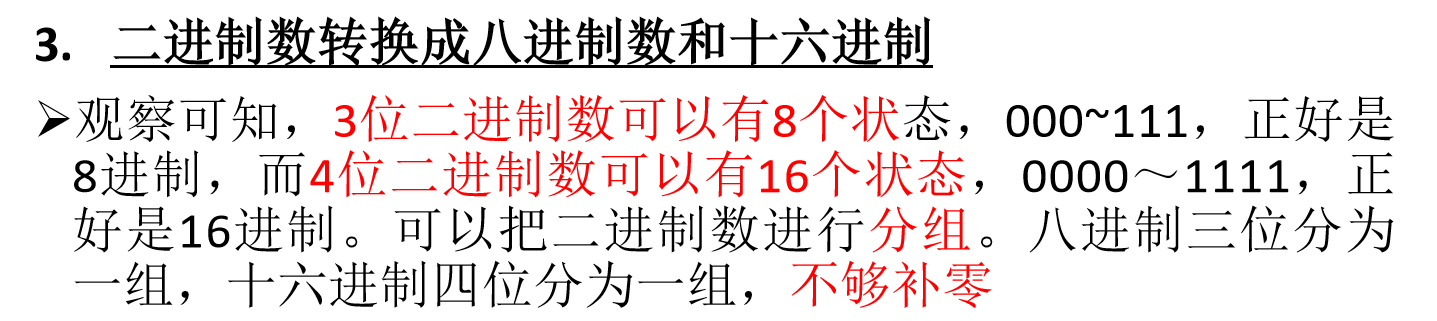 3. 二进制数转换成八进制数和十六进制
➢观察可知，3位二进制数可以有8个状态，000~111，正好是
8进制，而4位二进制数可以有16个状态，0000～1111，正
好是16进制。可以把二进制数进行分组。八进制三位分为
一组，十六进制四位分为一组，不够补零